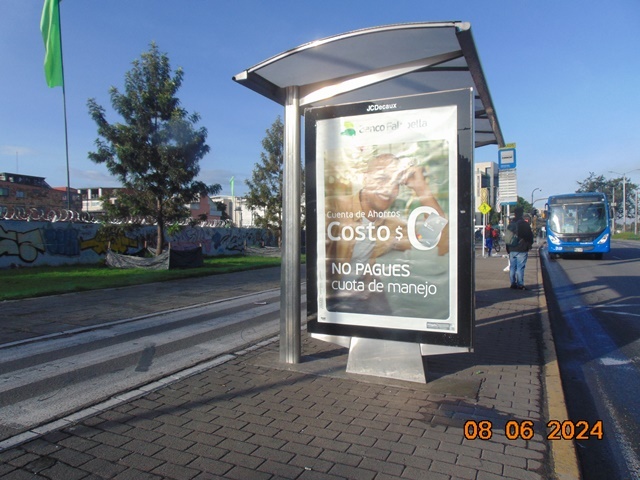 JCDecaux
Banco Falabella
Cuenta de Ahorros
Costo $0
NO PAGUES
cuota de manejo
08 06 2024